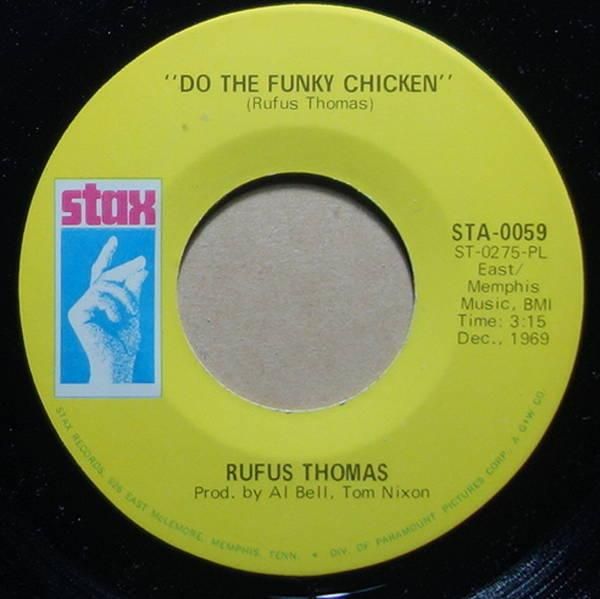 "DO THE FUNKY CHICKEN"
(Rufus Thomas)
stax
STA-0059
ST-0275-PL
East/
Memphis
Music, BMI
Time: 3:15
Dec., 1969
RUFUS THOMAS
Prod. by Al Bell, Tom Nixon
STAX RECORDS, 926 EAST McLEMORE, MEMPHIS, TENN. * DIV. OF PARAMOUNT PICTURES CORP. A G+W CO.